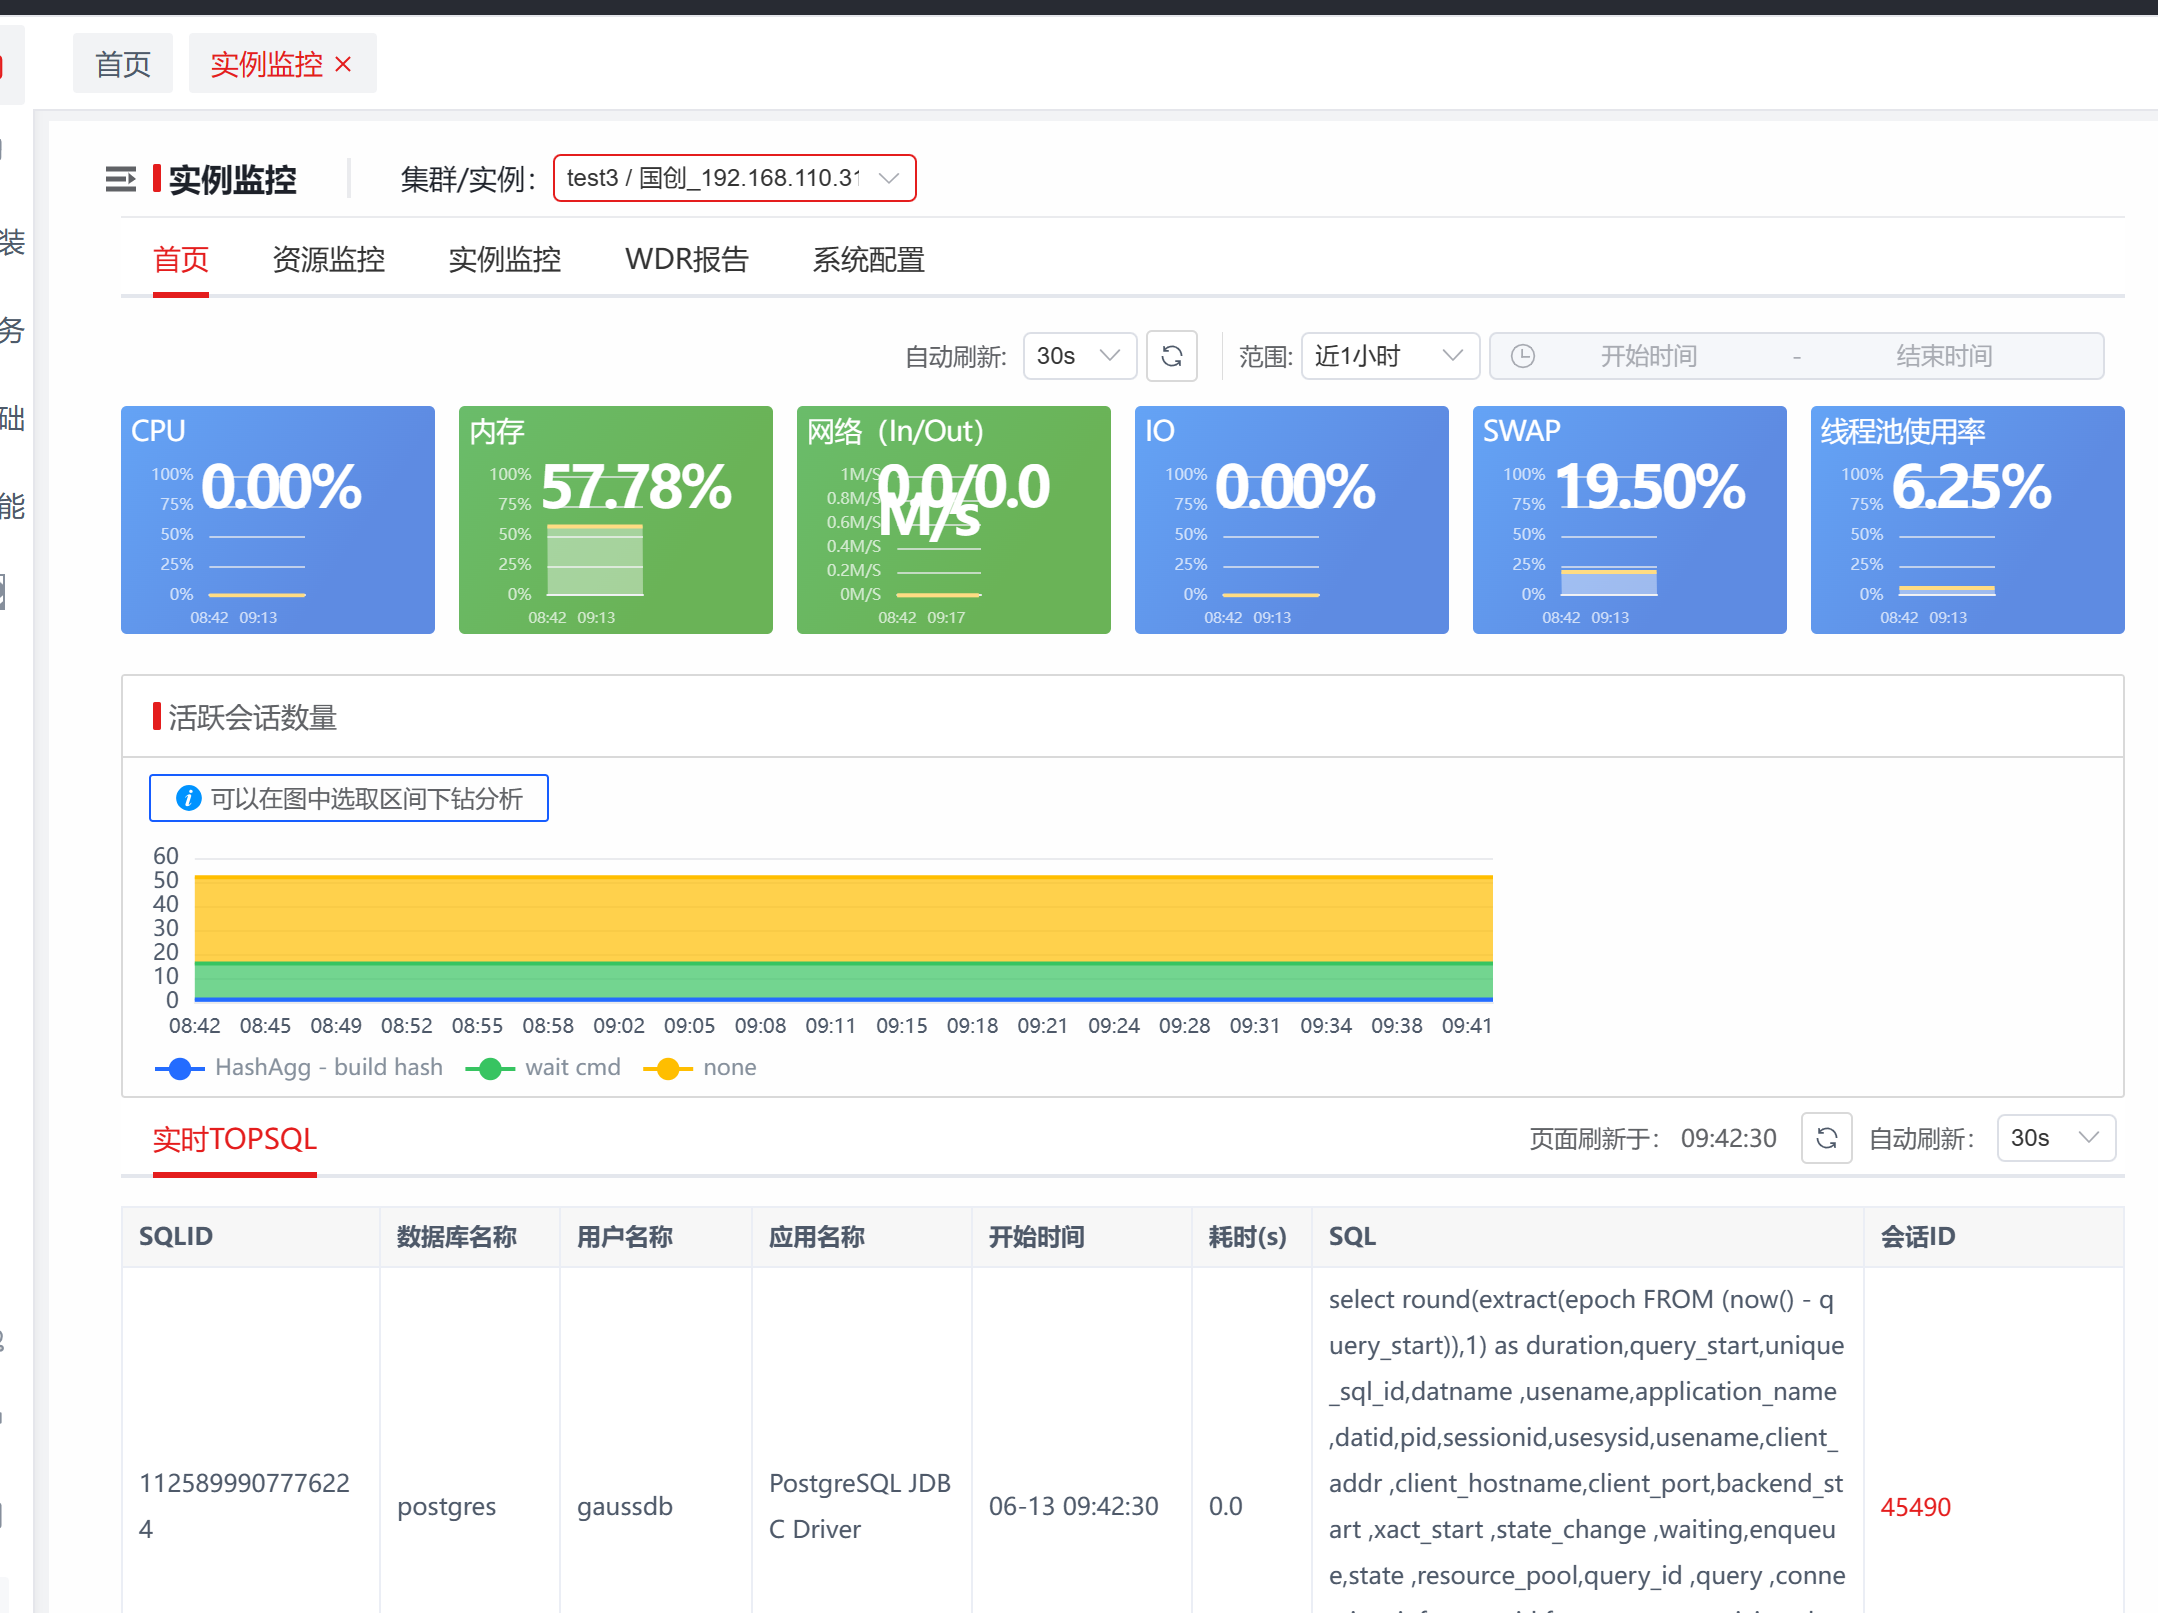 首页
实例监控 ×
装
务
础
能
实例监控
集群/实例：
test3 / 国创_192.168.110.31
首页
资源监控
实例监控
WDR报告
系统配置
自动刷新:
30s
范围:
近1小时
开始时间
-
结束时间
CPU
0.00%
100%
75%
50%
25%
0%
08:42 09:13
内存
57.78%
100%
75%
50%
25%
0%
08:42 09:13
网络（In/Out）
0.0/0.0
M/s
1M/S
0.8M/S
0.6M/S
0.4M/S
0.2M/S
0M/S
08:42 09:17
IO
0.00%
100%
75%
50%
25%
0%
08:42 09:13
SWAP
19.50%
100%
75%
50%
25%
0%
08:42 09:13
线程池使用率
6.25%
100%
75%
50%
25%
0%
08:42 09:13
活跃会话数量
可以在图中选取区间下钻分析
60
50
40
30
20
10
0
08:42 08:45 08:49 08:52 08:55 08:58 09:02 09:05 09:08 09:11 09:15 09:18 09:21 09:24 09:28 09:31 09:34 09:38 09:41
HashAgg - build hash
wait cmd
none
实时TOPSQL
页面刷新于： 09:42:30
自动刷新：
30s
SQLID
数据库名称
用户名称
应用名称
开始时间
耗时(s)
SQL
会话ID
112589990777622
4
postgres
gaussdb
PostgreSQL JDB
C Driver
06-13 09:42:30
0.0
select round(extract(epoch FROM (now() - q
uery_start)),1) as duration,query_start,unique
_sql_id,datname ,usename,application_name
,datid,pid,sessionid,usesysid,usename,client_
addr ,client_hostname,client_port,backend_st
art ,xact_start ,state_change ,waiting,enqueu
e,state ,resource_pool,query_id ,query ,conne
45490